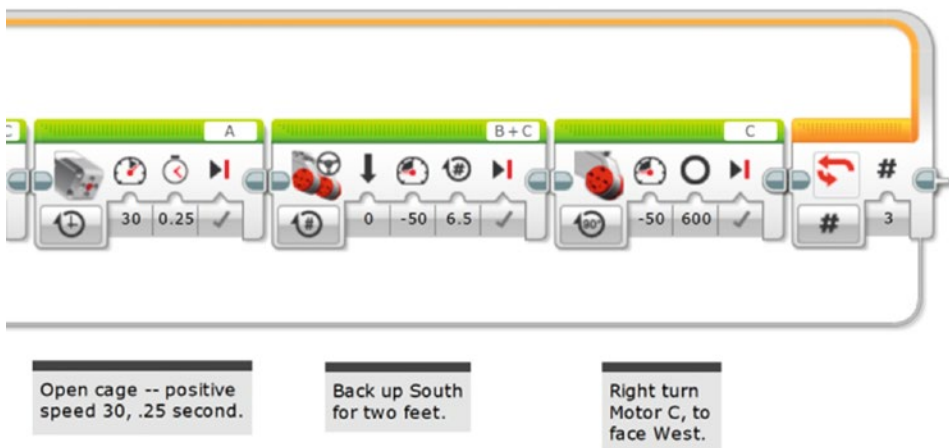 C
A
B + C
C
#
30 0.25
0 -50 6.5
-50 600
# 3
Open cage -- positive
speed 30, .25 second.
Back up South
for two feet.
Right turn
Motor C, to
face West.